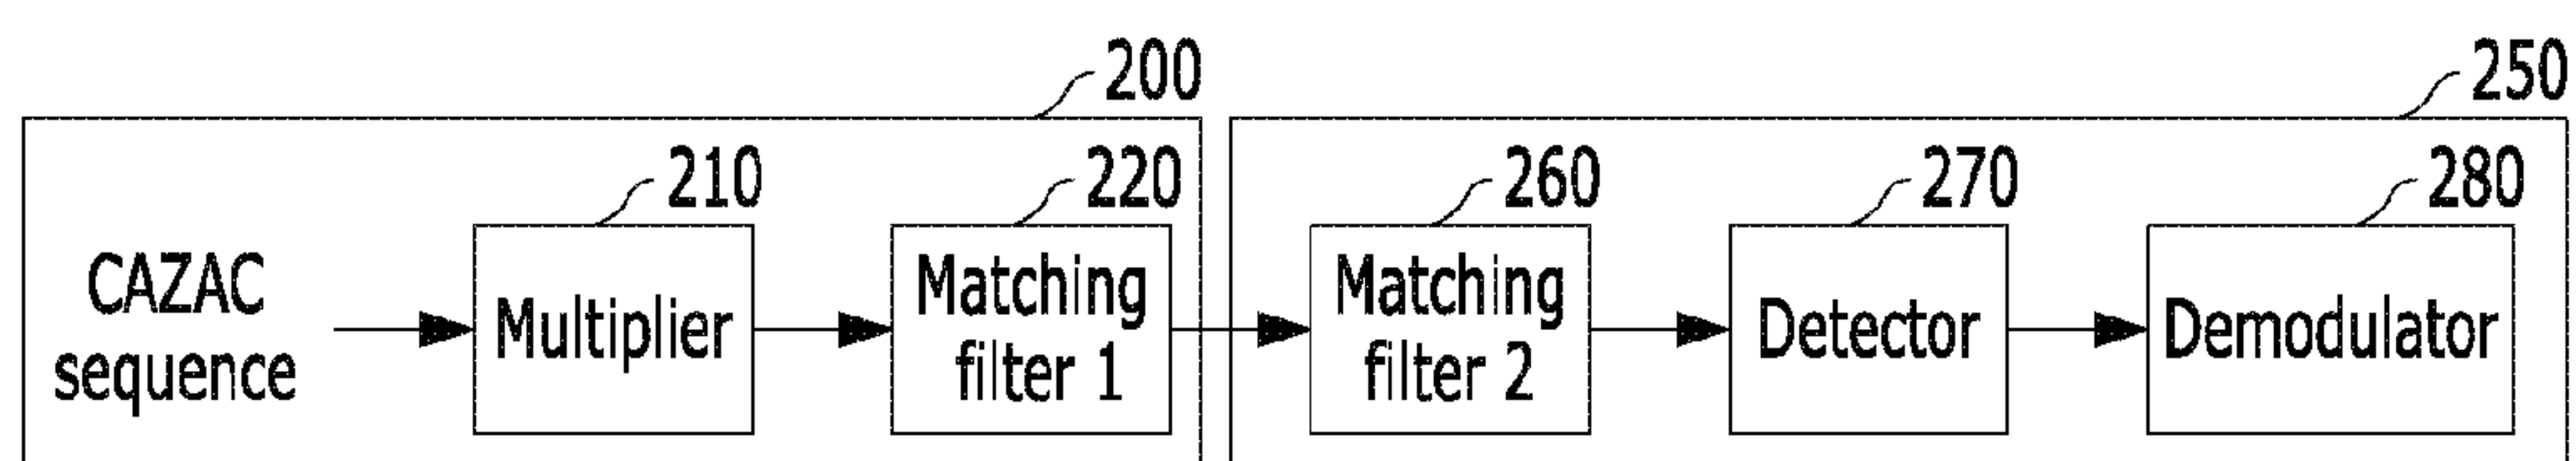 200
250
210
220
260
270
280
CAZAC
sequence
Multiplier
Matching
filter 1
Matching
filter 2
Detector
Demodulator